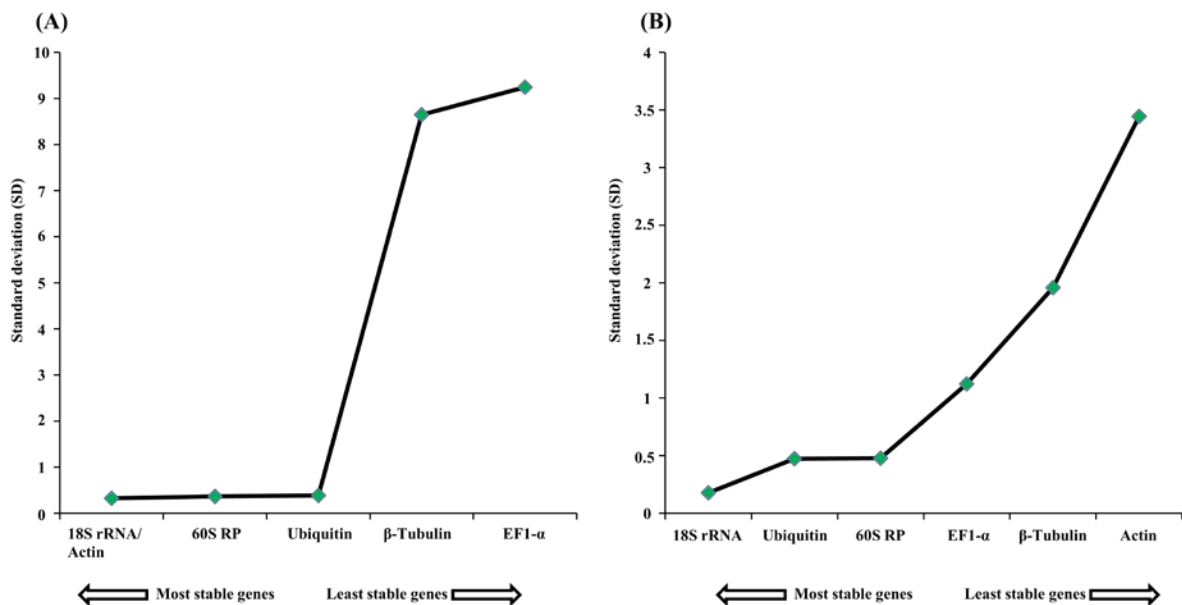 (A)
10
9
8
7
6
5
4
3
2
1
0
Standard deviation (SD)
18S rRNA/
Actin
60S RP
Ubiquitin
β-Tubulin
EF1-α
Most stable genes
Least stable genes
(B)
4
3.5
3
2.5
2
1.5
1
0.5
0
Standard deviation (SD)
18S rRNA
Ubiquitin
60S RP
EF1-α
β-Tubulin
Actin
Most stable genes
Least stable genes